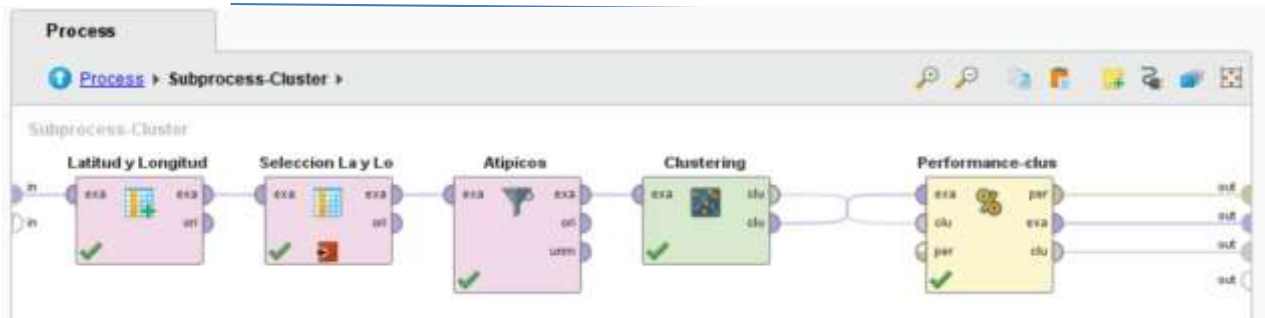 Process
Process ▸ Subprocess-Cluster ▸
Subprocess-Cluster
Latitud y Longitud Seleccion La y Lo Atipicos Clustering Performance-clus
in exa exa exa exa exa exa exa clu exa per out
in ori ori ori clu clu exa out
unm per clu out
out